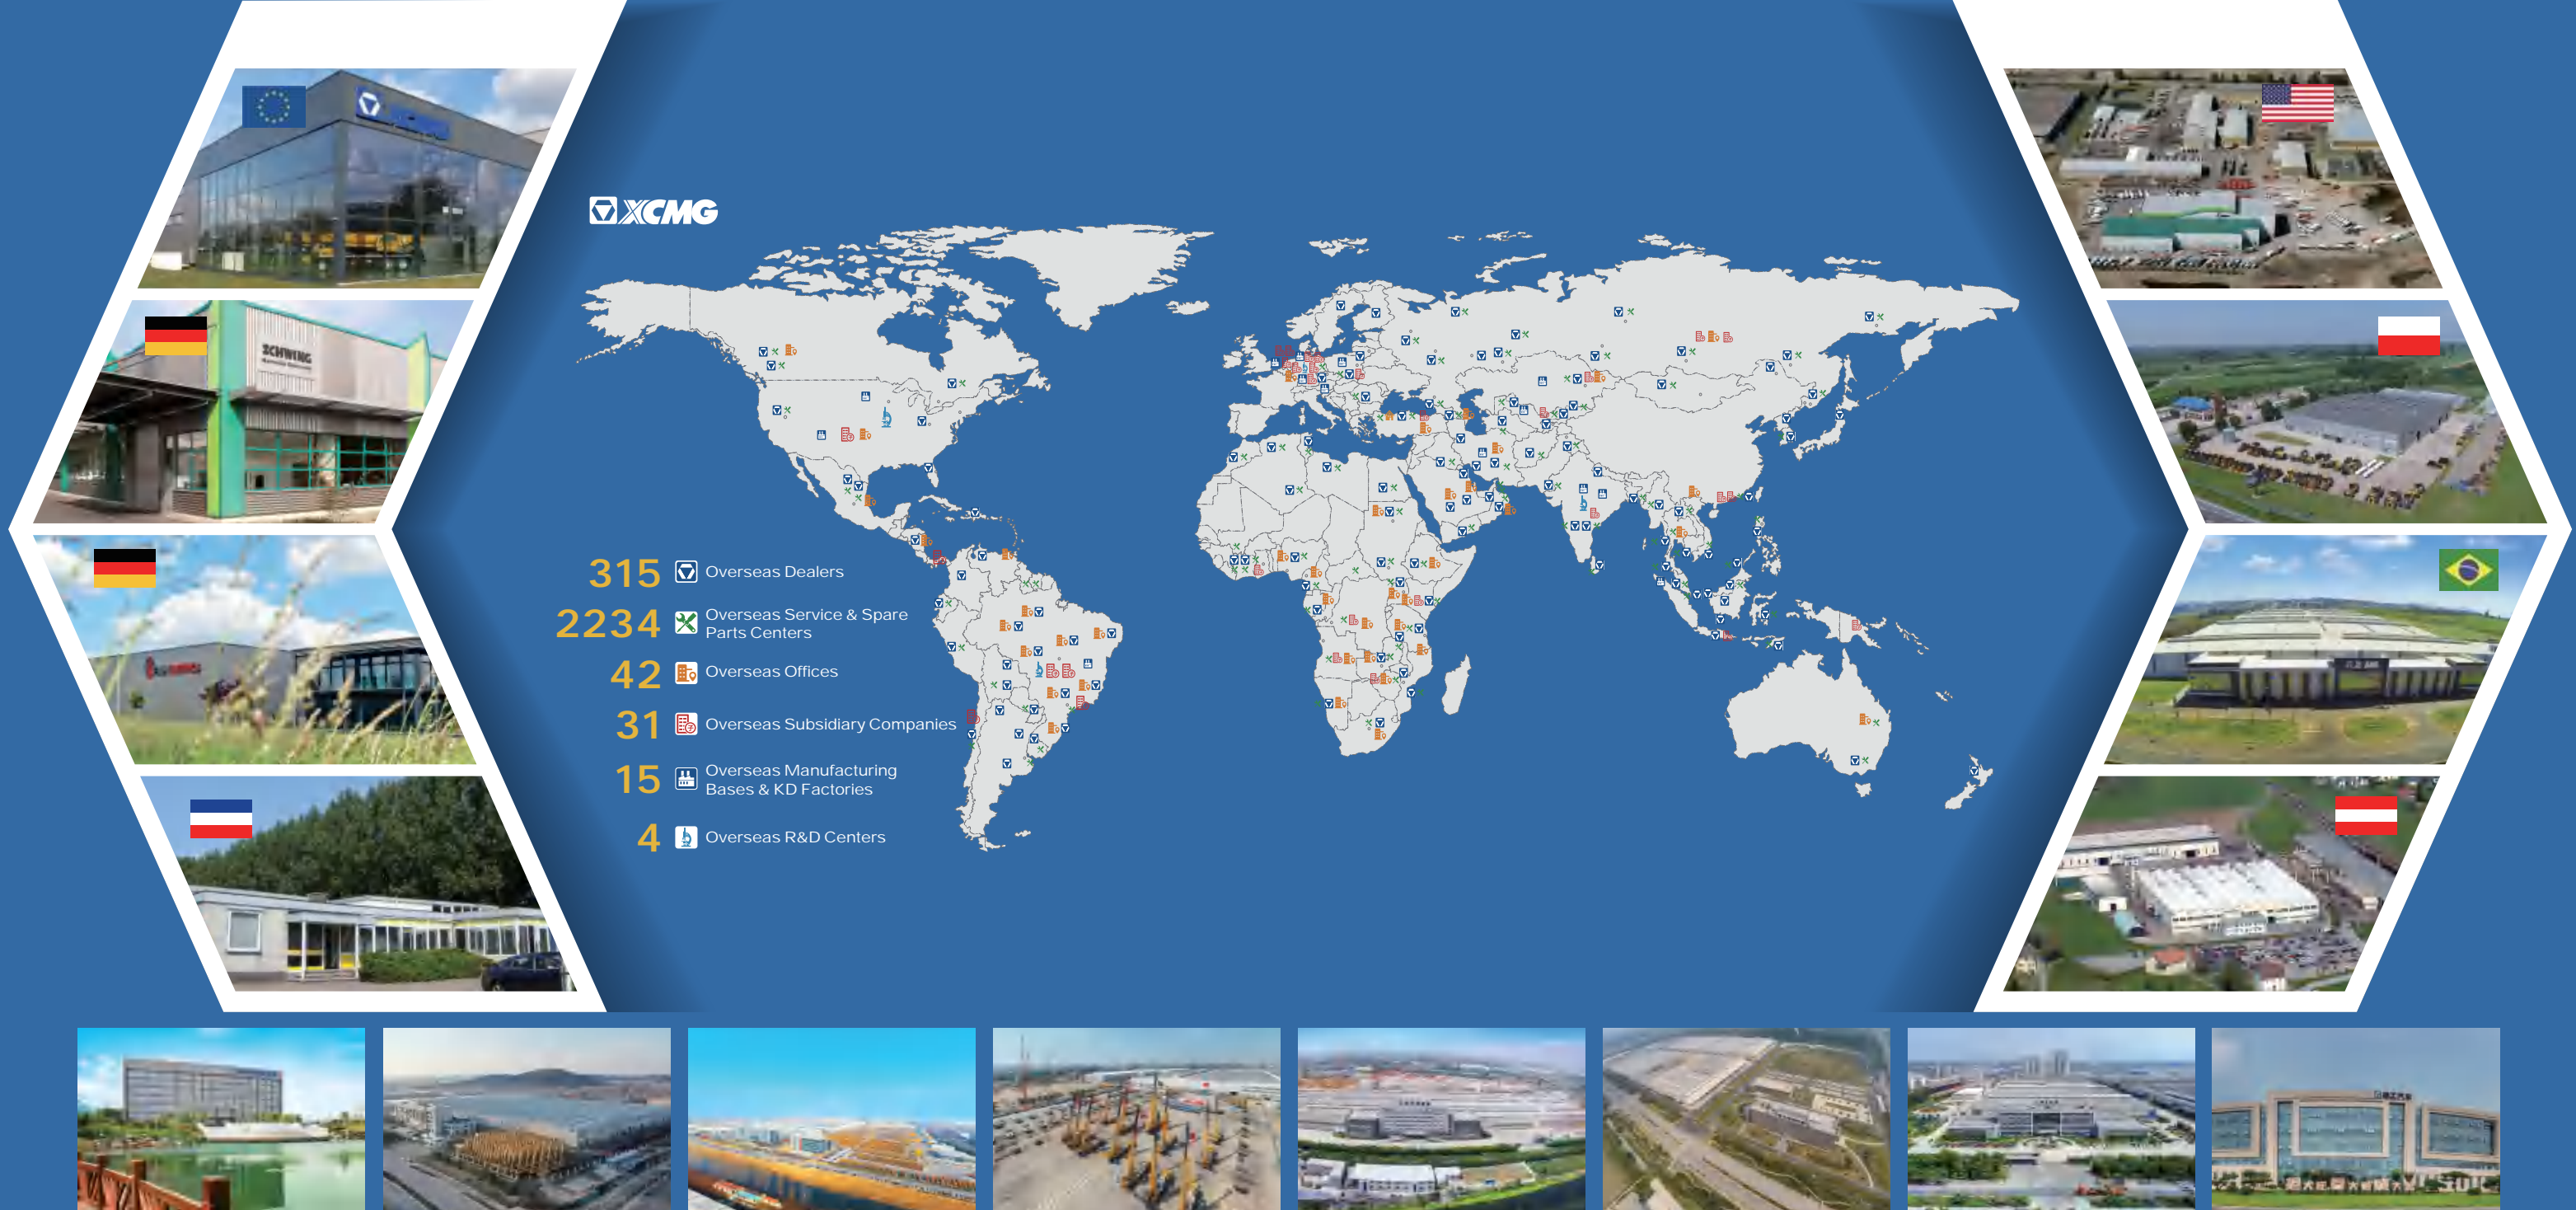 XCMG
SCHWING
315 Overseas Dealers
2234 Overseas Service & Spare
Parts Centers
42 Overseas Offices
31 Overseas Subsidiary Companies
15 Overseas Manufacturing
Bases & KD Factories
4 Overseas R&D Centers